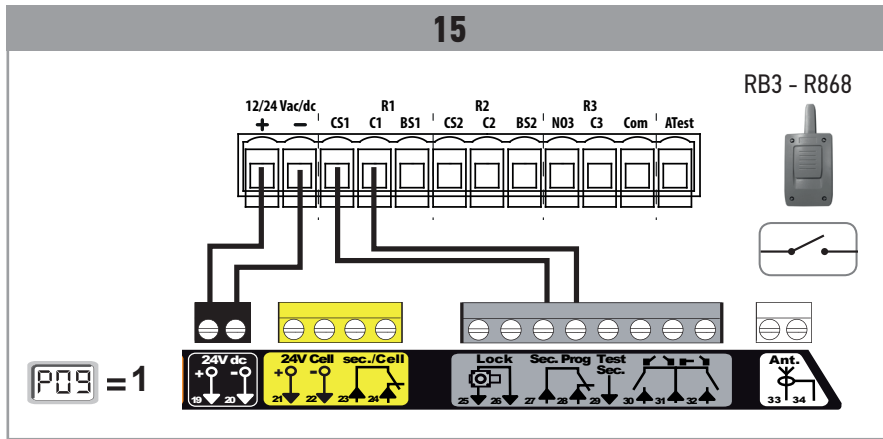 15
RB3 - R868
12/24 Vac/dc R1 R2 R3
+ − CS1 C1 BS1 CS2 C2 BS2 NO3 C3 Com ATest
P09 = 1
24V dc 24V Cell sec./Cell Lock Sec. Prog Test Sec. Ant.
+ - + -
19 20 21 22 23 24 25 26 27 28 29 30 31 32 33 34